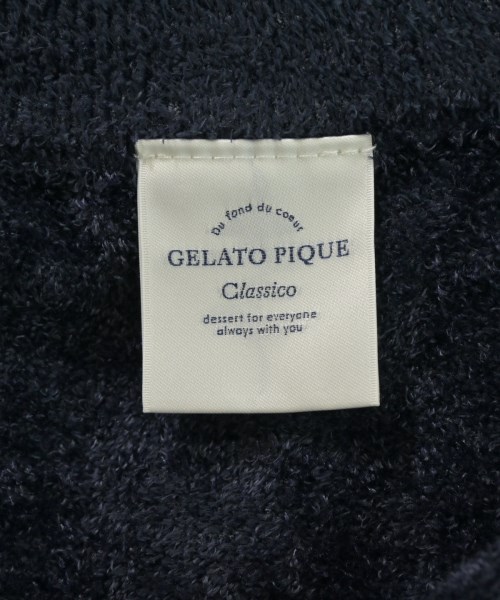 Du fond du coeur
GELATO PIQUE
Classico
dessert for everyone
always with you